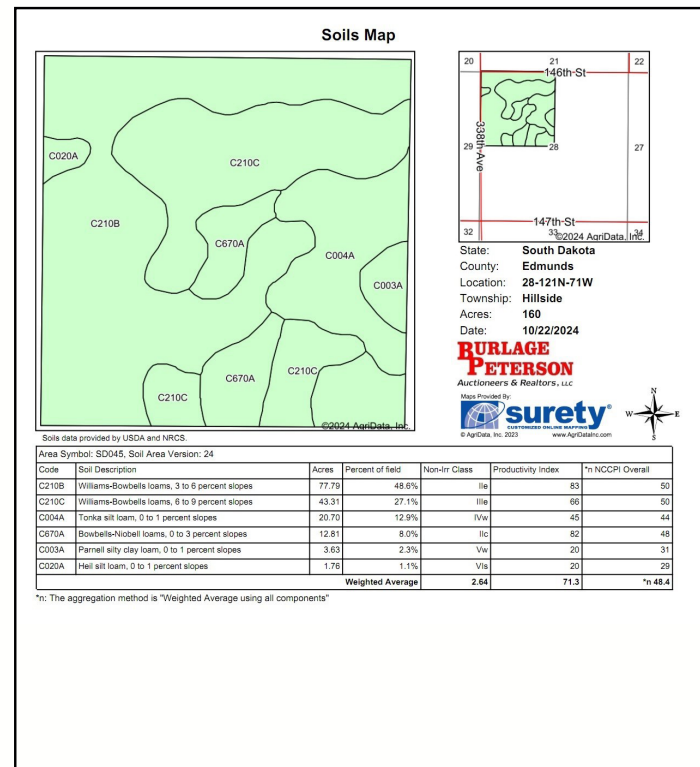 Soils Map
C020A
C210C
C210B
C670A
C004A
C003A
C210C
C670A
C210C
©2024 AgriData, Inc.
Soils data provided by USDA and NRCS.
20 21 22
146th-St
338th-Ave
29 28 27
147th-St
32 33 34
©2024 AgriData, Inc.
State: South Dakota
County: Edmunds
Location: 28-121N-71W
Township: Hillside
Acres: 160
Date: 10/22/2024
BURLAGE
PETERSON
Auctioneers & Realtors, LLC
Maps Provided By:
surety®
CUSTOMIZED ONLINE MAPPING
© AgriData, Inc. 2023 www.AgriDataInc.com
N
W E
S
Area Symbol: SD045, Soil Area Version: 24
Code Soil Description Acres Percent of field Non-Irr Class Productivity Index *n NCCPI Overall
C210B Williams-Bowbells loams, 3 to 6 percent slopes 77.79 48.6% IIe 83 50
C210C Williams-Bowbells loams, 6 to 9 percent slopes 43.31 27.1% IIIe 66 50
C004A Tonka silt loam, 0 to 1 percent slopes 20.70 12.9% IVw 45 44
C670A Bowbells-Niobell loams, 0 to 3 percent slopes 12.81 8.0% IIc 82 48
C003A Parnell silty clay loam, 0 to 1 percent slopes 3.63 2.3% Vw 20 31
C020A Heil silt loam, 0 to 1 percent slopes 1.76 1.1% VIs 20 29
Weighted Average 2.64 71.3 *n 48.4
*n: The aggregation method is "Weighted Average using all components"